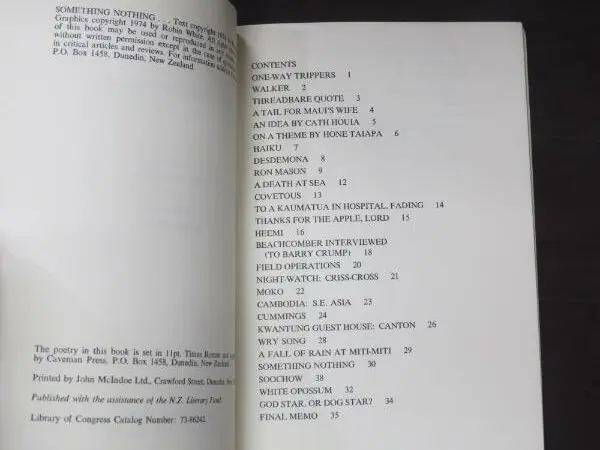 SOMETHING NOTHING . . . Text copyright
Graphics copyright 1974 by Robin White. All
of this book may be used or reproduced in any
without written permission except in the case of
in critical articles and reviews. For information
P.O. Box 1458, Dunedin, New Zealand.
The poetry in this book is set in 11pt. Times Roman and
by Caveman Press, P.O. Box 1458, Dunedin, New Zealand
Printed by John McIndoe Ltd., Crawford Street, Dunedin,
Published with the assistance of the N.Z. Literary Fund.
Library of Congress Catalog Number: 73-86242.
CONTENTS
ONE-WAY TRIPPERS 1
WALKER 2
THREADBARE QUOTE 3
A TAIL FOR MAUI'S WIFE 4
AN IDEA BY CATH.HOUIA 5
ON A THEME BY HONE TAIAPA 6
HAIKU 7
DESDEMONA 8
RON MASON 9
A DEATH AT SEA 12
COVETOUS 13
TO A KAUMATUA IN HOSPITAL, FADING 14
THANKS FOR THE APPLE, LORD 15
HEEMI 16
BEACHCOMBER INTERVIEWED
(TO BARRY CRUMP) 18
FIELD OPERATIONS 20
NIGHT-WATCH: CRISS-CROSS 21
MOKO 22
CAMBODIA: S.E. ASIA 23
CUMMINGS 24
KWANTUNG GUEST HOUSE: CANTON 26
WRY SONG 28
A FALL OF RAIN AT MITI-MITI 29
SOMETHING NOTHING 30
SOOCHOW 38
WHITE OPOSSUM 32
GOD STAR, OR DOG STAR? 34
FINAL MEMO 35